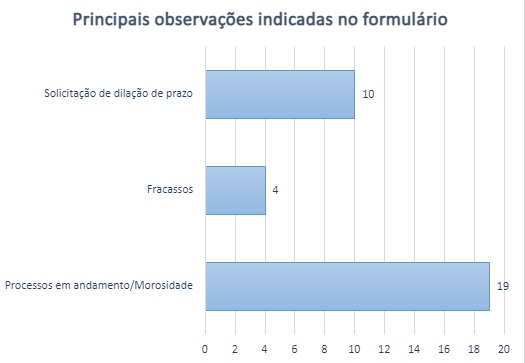 Principais observações indicadas no formulário
Solicitação de dilação de prazo
10
Fracassos
4
Processos em andamento/Morosidade
19
0 2 4 6 8 10 12 14 16 18 20